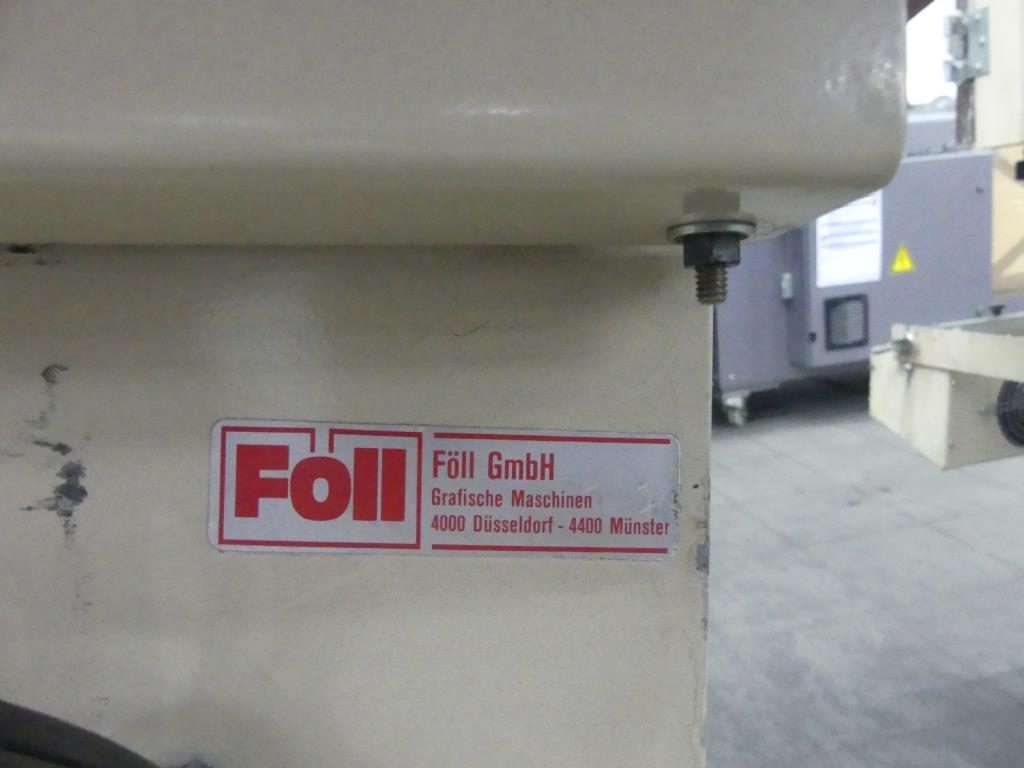 Föll
Föll GmbH
Grafische Maschinen
4000 Düsseldorf - 4400 Münster